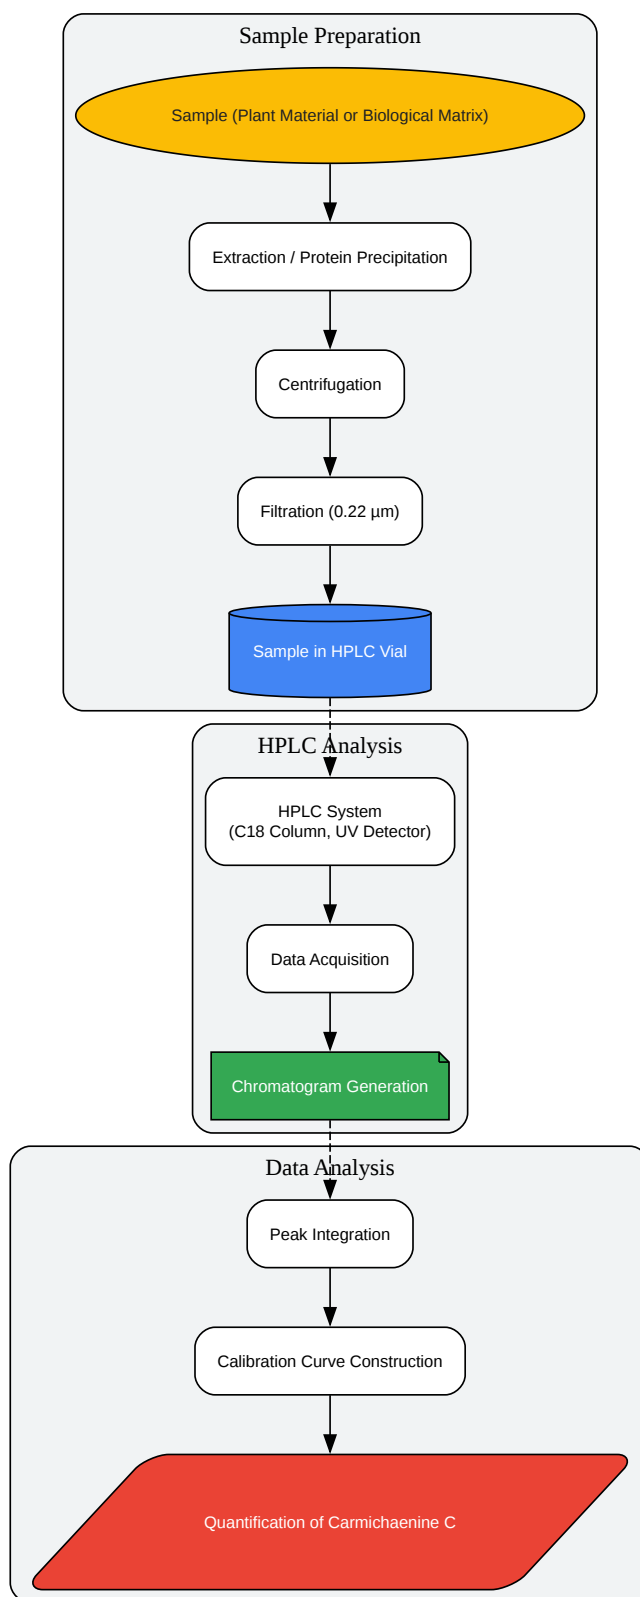 Sample Preparation
Sample (Plant Material or Biological Matrix)
Extraction / Protein Precipitation
Centrifugation
Filtration (0.22 µm)
Sample in HPLC Vial
HPLC Analysis
HPLC System
(C18 Column, UV Detector)
Data Acquisition
Chromatogram Generation
Data Analysis
Peak Integration
Calibration Curve Construction
Quantification of Carmichaenine C